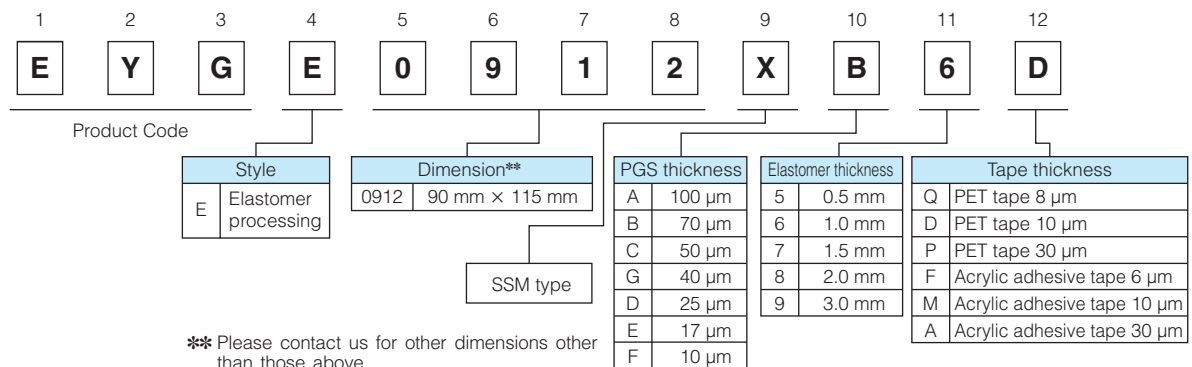 1 2 3 4 5 6 7 8 9 10 11 12
E Y G E 0 9 1 2 X B 6 D
Product Code
Style
E Elastomer
processing
Dimension**
0912 90 mm × 115 mm
SSM type
PGS thickness
A 100 µm
B 70 µm
C 50 µm
G 40 µm
D 25 µm
E 17 µm
F 10 µm
Elastomer thickness
5 0.5 mm
6 1.0 mm
7 1.5 mm
8 2.0 mm
9 3.0 mm
Tape thickness
Q PET tape 8 µm
D PET tape 10 µm
P PET tape 30 µm
F Acrylic adhesive tape 6 µm
M Acrylic adhesive tape 10 µm
A Acrylic adhesive tape 30 µm
** Please contact us for other dimensions other
than those above